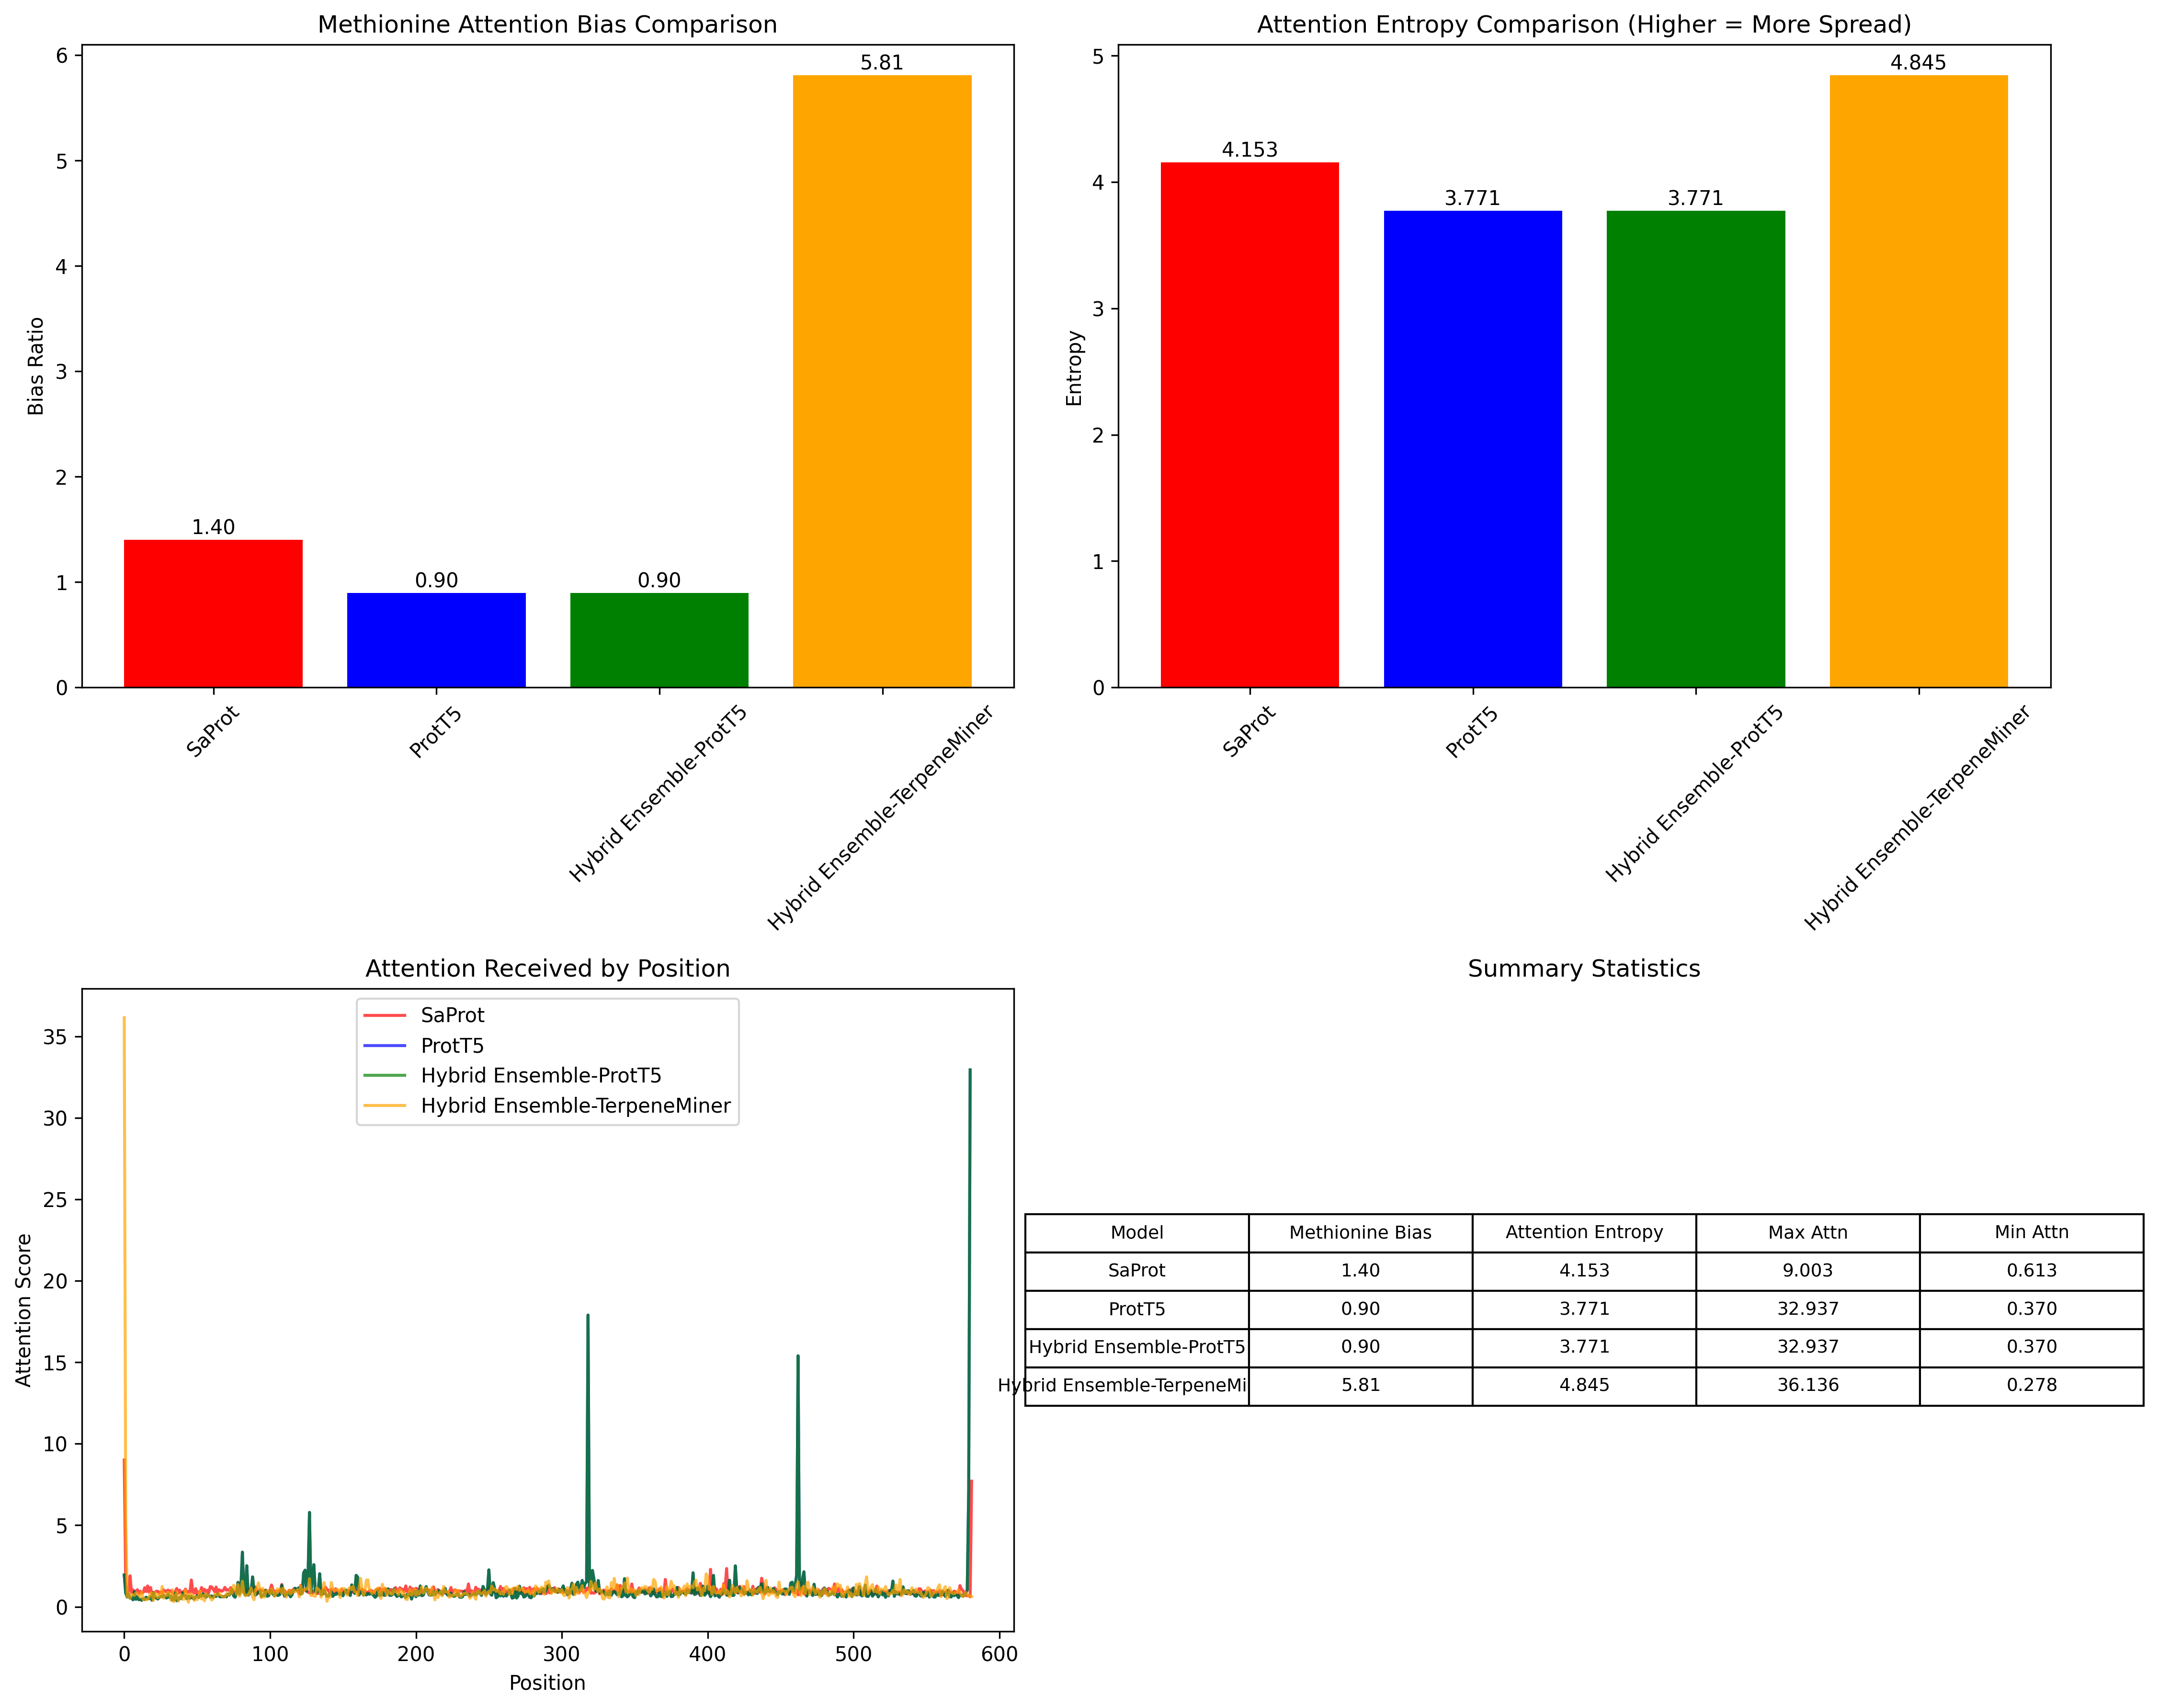 Methionine Attention Bias Comparison
6
5
4
3
2
1
0
Bias Ratio
1.40
0.90
0.90
5.81
SaProt
ProtT5
Hybrid Ensemble-ProtT5
Hybrid Ensemble-TerpeneMiner
Attention Entropy Comparison (Higher = More Spread)
5
4
3
2
1
0
Entropy
4.153
3.771
3.771
4.845
SaProt
ProtT5
Hybrid Ensemble-ProtT5
Hybrid Ensemble-TerpeneMiner
Attention Received by Position
35
30
25
20
15
10
5
0
Attention Score
SaProt
ProtT5
Hybrid Ensemble-ProtT5
Hybrid Ensemble-TerpeneMiner
0 100 200 300 400 500 600
Position
Summary Statistics
Model Methionine Bias Attention Entropy Max Attn Min Attn
SaProt 1.40 4.153 9.003 0.613
ProtT5 0.90 3.771 32.937 0.370
Hybrid Ensemble-ProtT5 0.90 3.771 32.937 0.370
Hybrid Ensemble-TerpeneMi 5.81 4.845 36.136 0.278